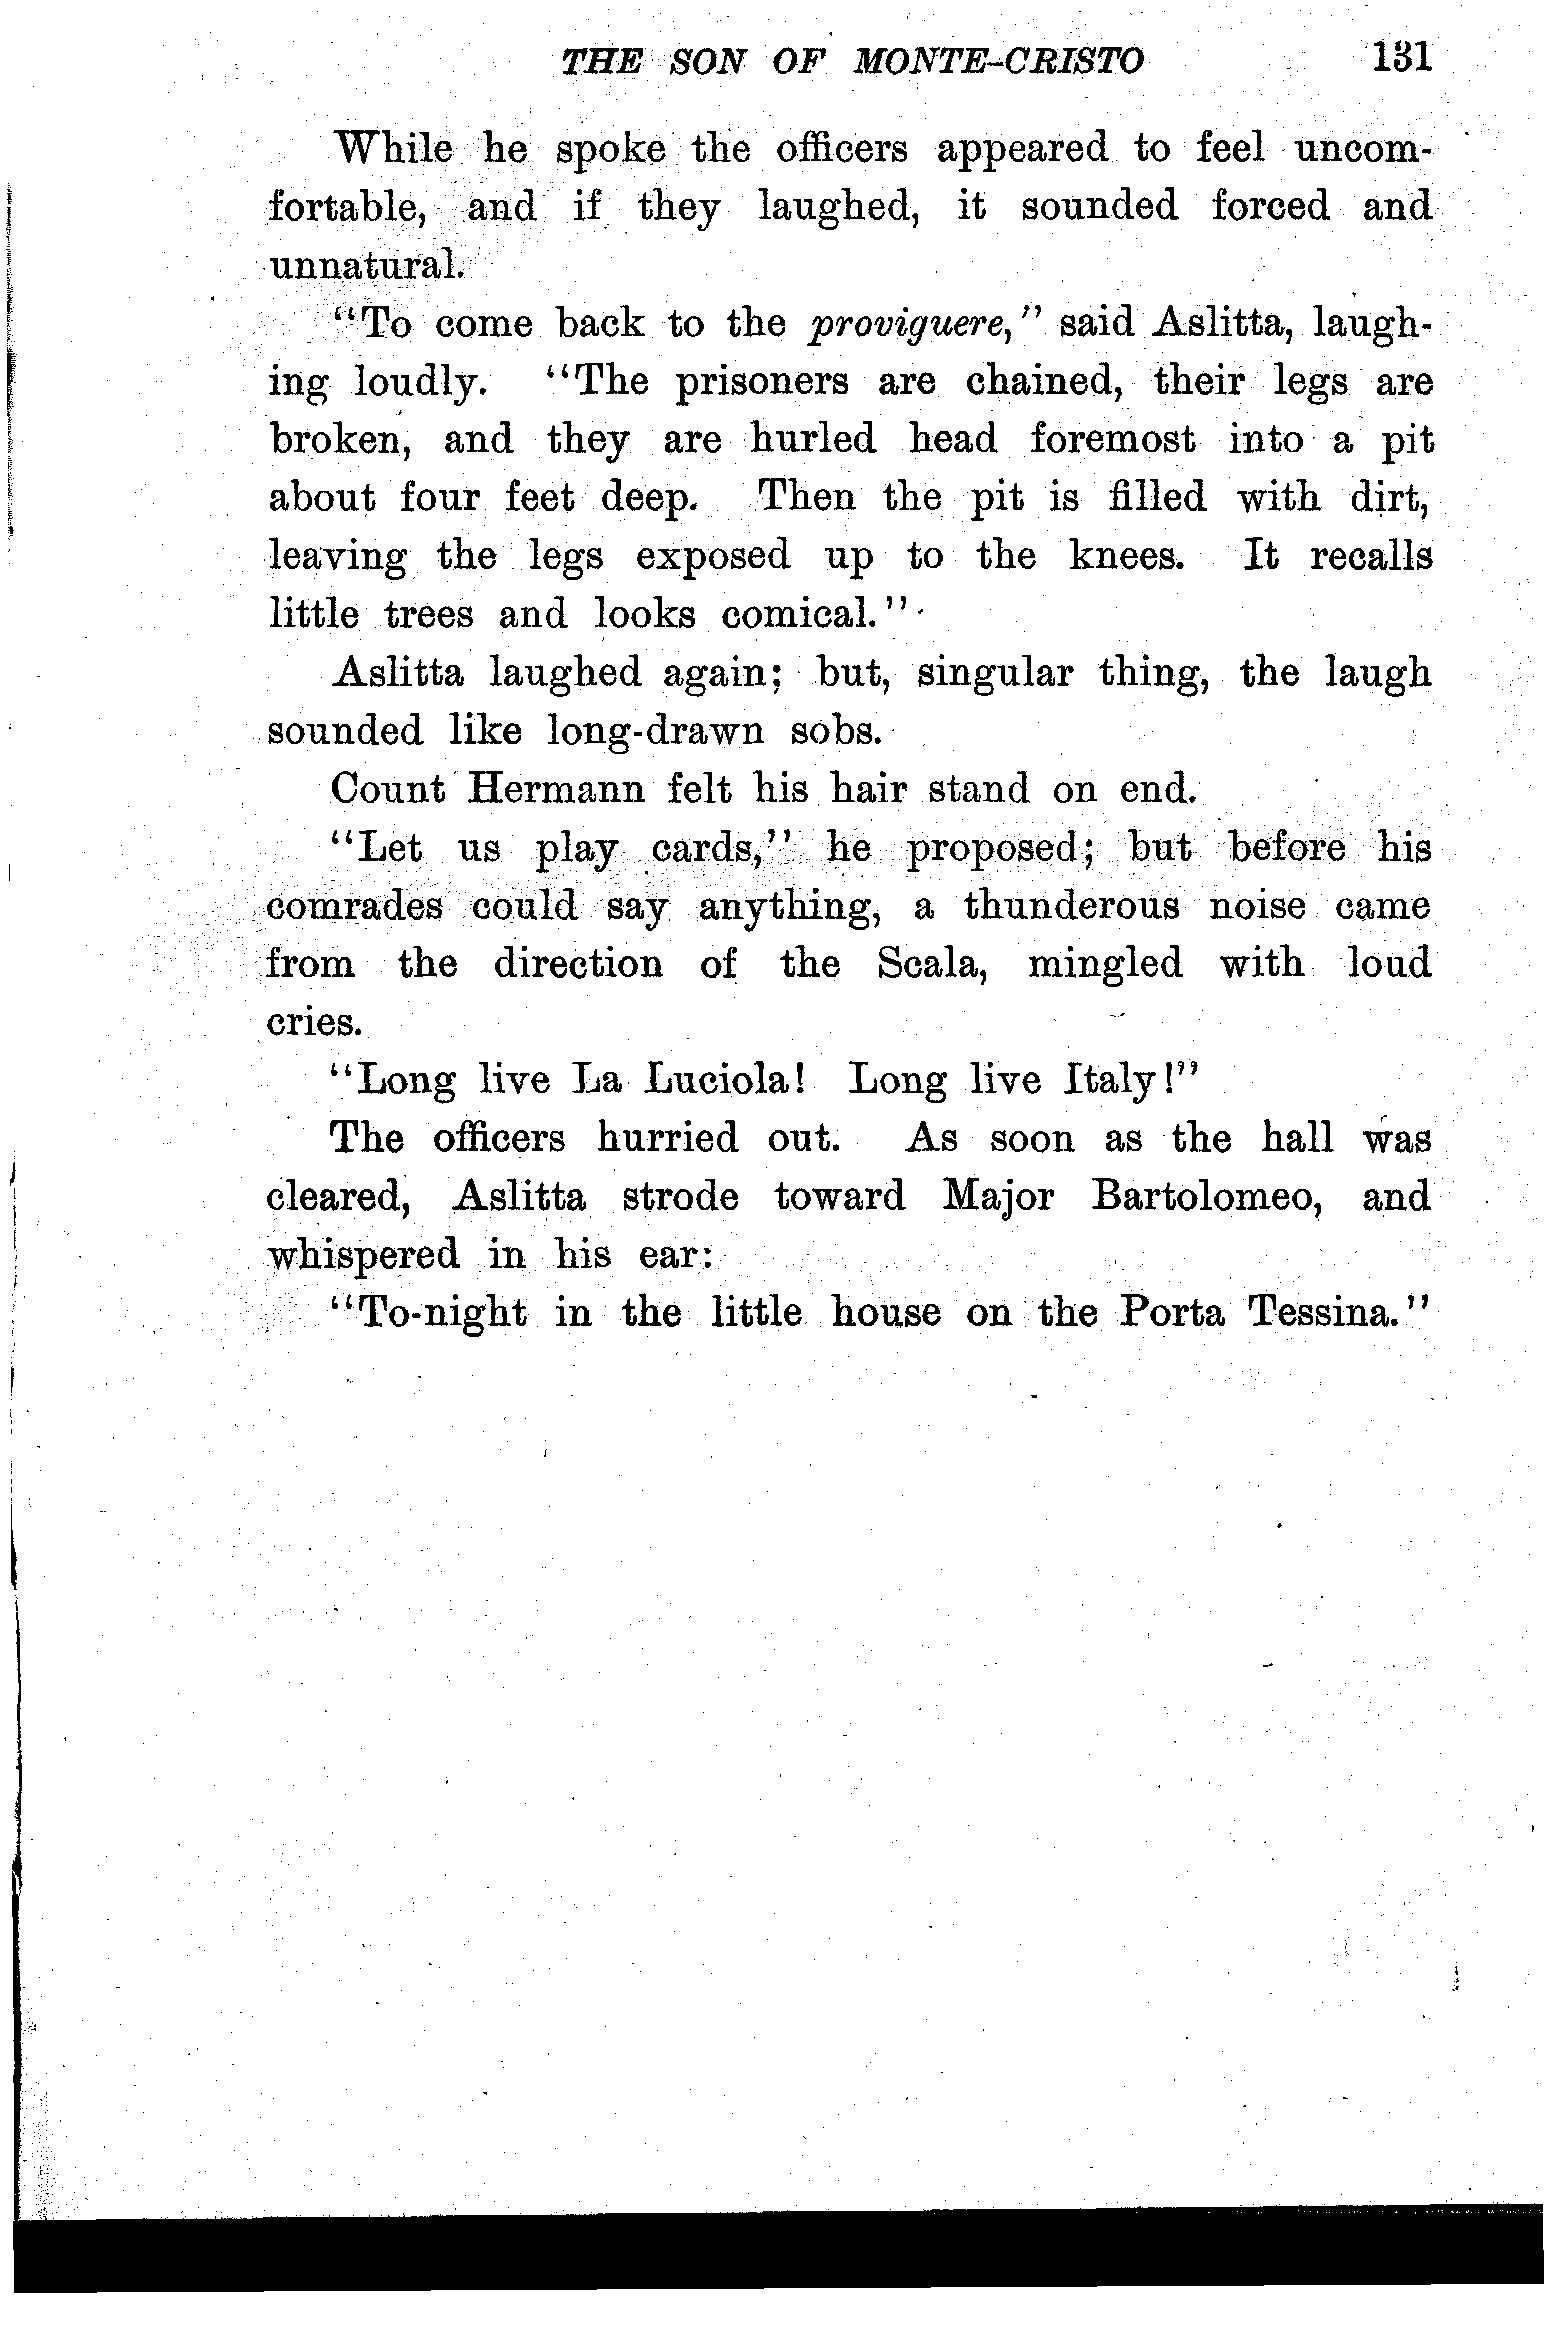 THE SON OF MONTE-CRISTO 131
While he spoke the officers appeared to feel uncom-
fortable, and if they laughed, it sounded forced and
unnatural.
"To come back to the proviguere," said Aslitta, laugh-
ing loudly. "The prisoners are chained, their legs are
broken, and they are hurled head foremost into a pit
about four feet deep. Then the pit is filled with dirt,
leaving the legs exposed up to the knees. It recalls
little trees and looks comical."
Aslitta laughed again; but, singular thing, the laugh
sounded like long-drawn sobs.
Count Hermann felt his hair stand on end.
"Let us play cards," he proposed; but before his
comrades could say anything, a thunderous noise came
from the direction of the Scala, mingled with loud
cries.
"Long live La Luciola! Long live Italy!"
The officers hurried out. As soon as the hall was
cleared, Aslitta strode toward Major Bartolomeo, and
whispered in his ear:
"To-night in the little house on the Porta Tessina."